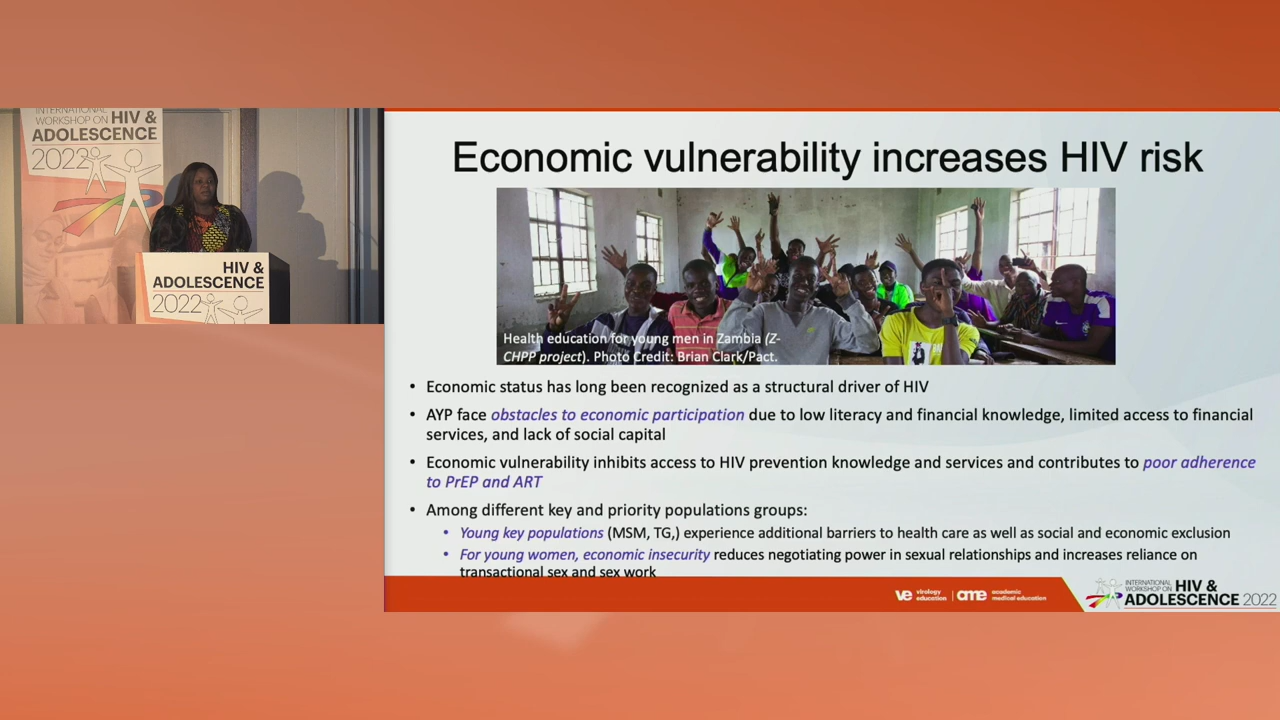 INTERNATIONAL
WORKSHOP ON HIV &
ADOLESCENCE
2022
HIV &
ADOLESCENCE
2022
Economic vulnerability increases HIV risk
Health education for young men in Zambia (Z-
CHPP project). Photo Credit: Brian Clark/Pact.
• Economic status has long been recognized as a structural driver of HIV
• AYP face obstacles to economic participation due to low literacy and financial knowledge, limited access to financial
services, and lack of social capital
• Economic vulnerability inhibits access to HIV prevention knowledge and services and contributes to poor adherence
to PrEP and ART
• Among different key and priority populations groups:
• Young key populations (MSM, TG,) experience additional barriers to health care as well as social and economic exclusion
• For young women, economic insecurity reduces negotiating power in sexual relationships and increases reliance on
transactional sex and sex work
ve virology education | ame academic medical education
INTERNATIONAL
WORKSHOP ON HIV &
ADOLESCENCE 2022